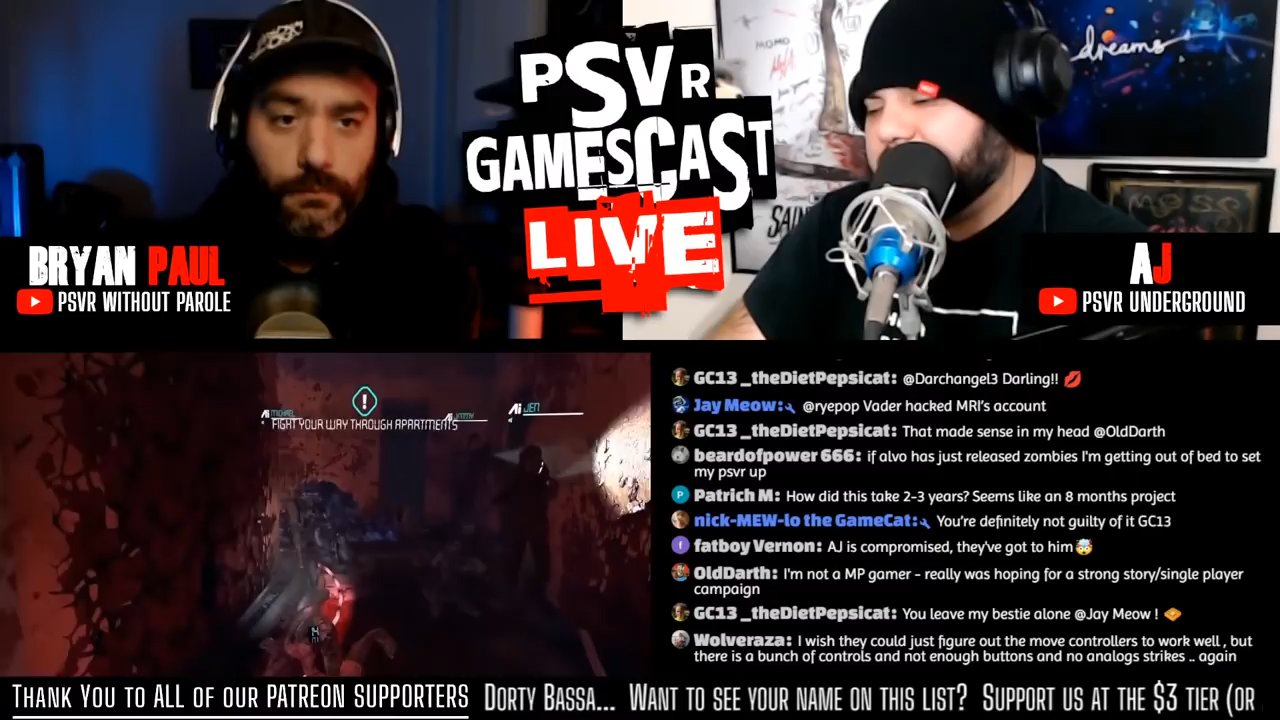 PSVR
GAMESCAST
LIVE
dreams
MOMO
BRYAN PAUL
PSVR WITHOUT PAROLE
AJ
PSVR UNDERGROUND
Ai MICHAEL
Ai JIMMY
Ai JEN
FIGHT YOUR WAY THROUGH APARTMENTS
14
GC13 _theDietPepsicat: @Darchangel3 Darling!! 💋
Jay Meow: @ryepop Vader hacked MRI's account
GC13 _theDietPepsicat: That made sense in my head @OldDarth
beardofpower 666: if alvo has just released zombies I'm getting out of bed to set
my psvr up
Patrich M: How did this take 2-3 years? Seems like an 8 months project
nick-MEW-lo the GameCat: You're definitely not guilty of it GC13
fatboy Vernon: AJ is compromised, they've got to him🤯
OldDarth: I'm not a MP gamer - really was hoping for a strong story/single player
campaign
GC13 _theDietPepsicat: You leave my bestie alone @Jay Meow !
Wolveraza: I wish they could just figure out the move controllers to work well , but
there is a bunch of controls and not enough buttons and no analogs strikes .. again
THANK YOU TO ALL OF OUR PATREON SUPPORTERS
DORTY BASSA... WANT TO SEE YOUR NAME ON THIS LIST? SUPPORT US AT THE $3 TIER (OR